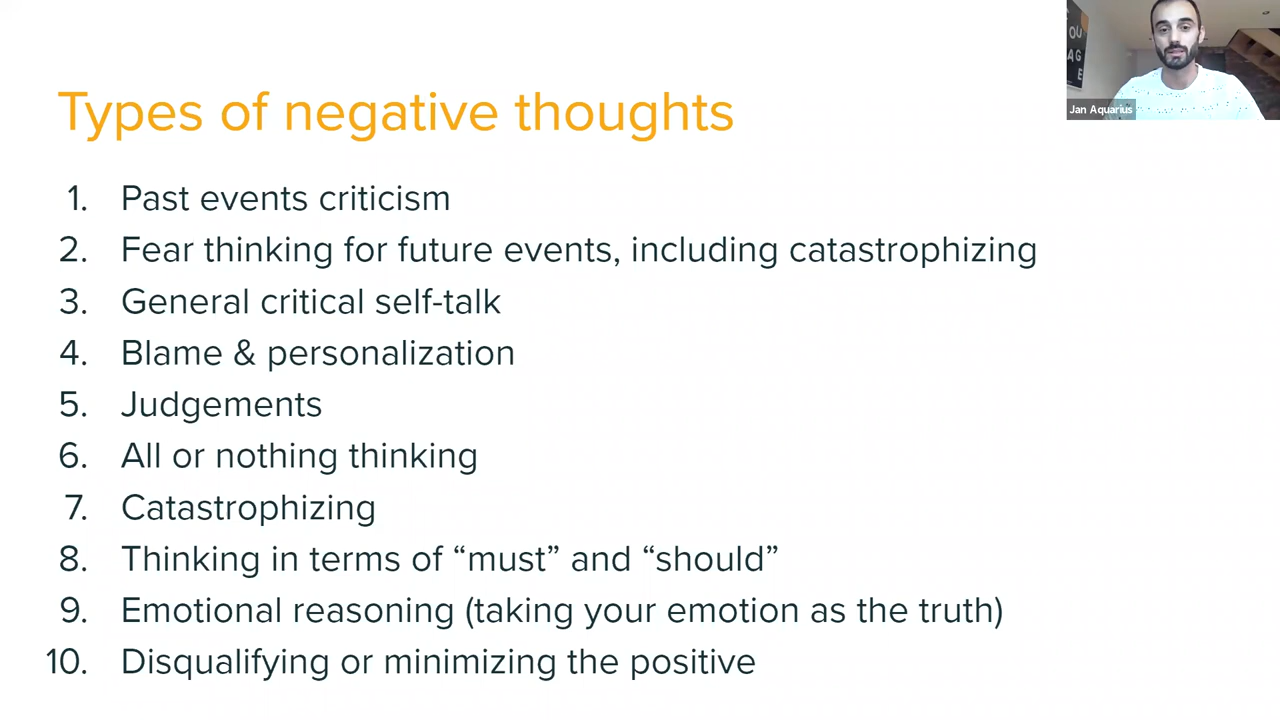 Types of negative thoughts
1. Past events criticism
2. Fear thinking for future events, including catastrophizing
3. General critical self-talk
4. Blame & personalization
5. Judgements
6. All or nothing thinking
7. Catastrophizing
8. Thinking in terms of “must” and “should”
9. Emotional reasoning (taking your emotion as the truth)
10. Disqualifying or minimizing the positive
Jan Aquarius